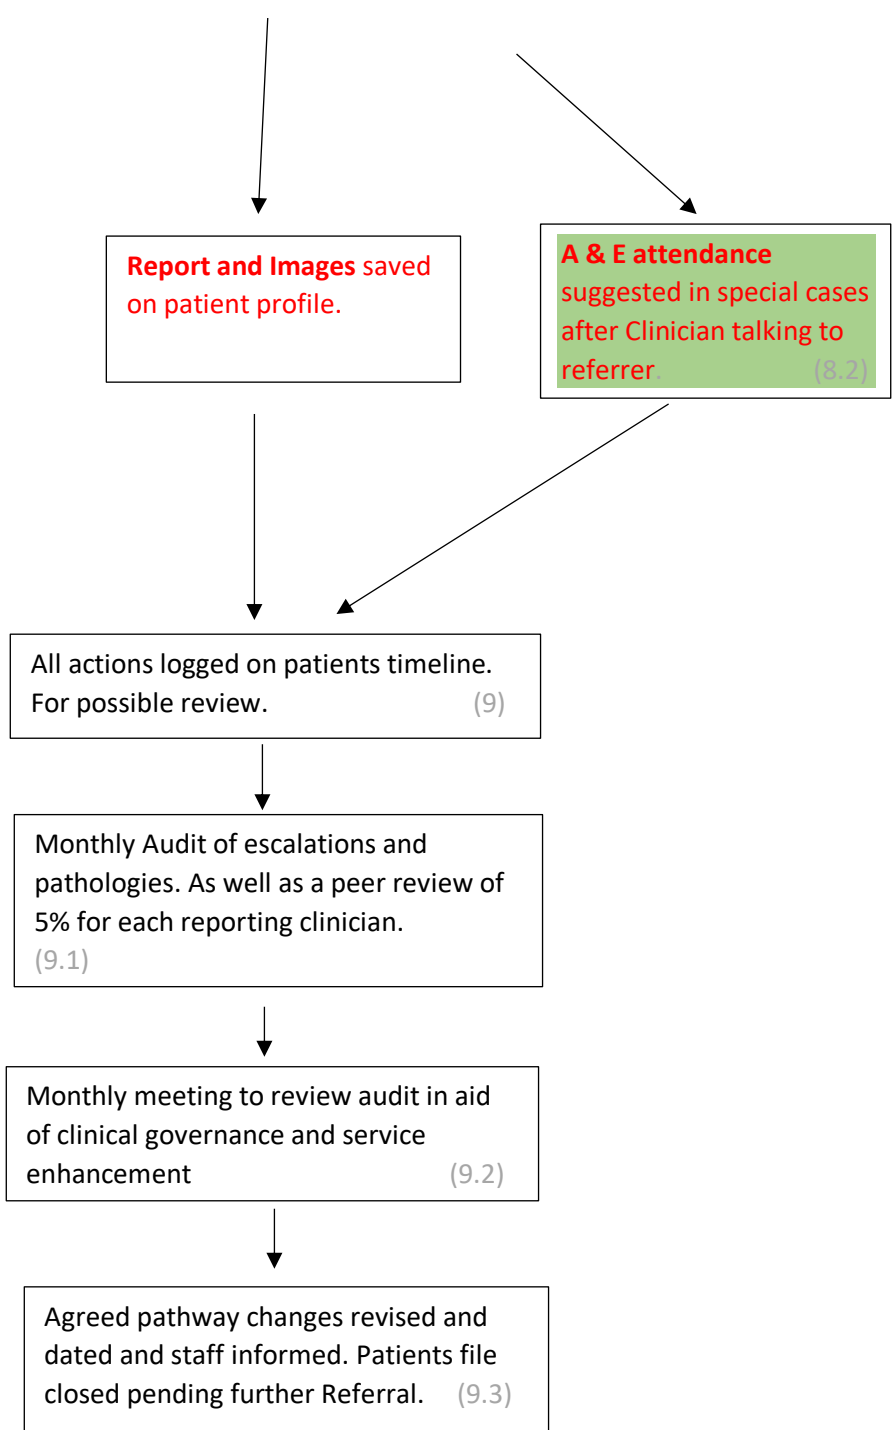 Report and Images saved
on patient profile.
A & E attendance
suggested in special cases
after Clinician talking to
referrer. (8.2)
All actions logged on patients timeline.
For possible review. (9)
Monthly Audit of escalations and
pathologies. As well as a peer review of
5% for each reporting clinician.
(9.1)
Monthly meeting to review audit in aid
of clinical governance and service
enhancement (9.2)
Agreed pathway changes revised and
dated and staff informed. Patients file
closed pending further Referral. (9.3)